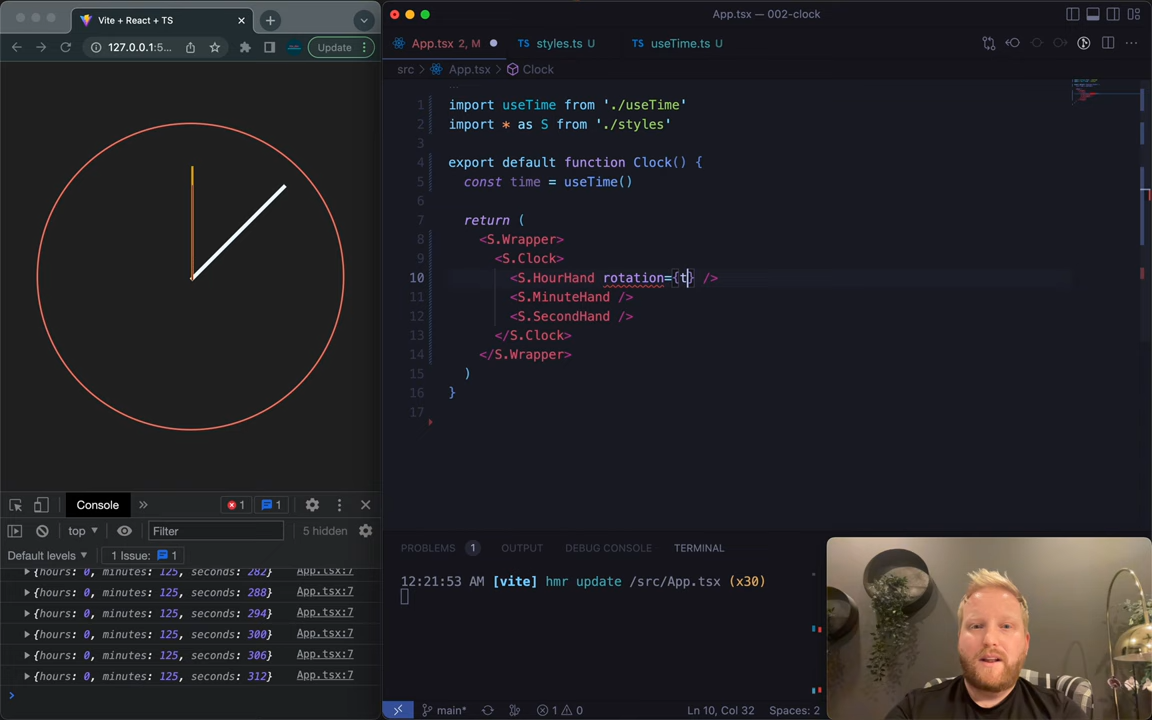 Vite + React + TS
App.tsx — 002-clock
127.0.0.1:5...
Update
App.tsx 2, M
TS styles.ts U
TS useTime.ts U
src > App.tsx > Clock
1 import useTime from './useTime'
2 import * as S from './styles'
3
4 export default function Clock() {
5 const time = useTime()
6
7 return (
8 <S.Wrapper>
9 <S.Clock>
10 <S.HourHand rotation={t} />
11 <S.MinuteHand />
12 <S.SecondHand />
13 </S.Clock>
14 </S.Wrapper>
15 )
16 }
17
Console
1 1
top Filter 5 hidden
Default levels 1 Issue: 1
{hours: 0, minutes: 125, seconds: 282} App.tsx:7
{hours: 0, minutes: 125, seconds: 288} App.tsx:7
{hours: 0, minutes: 125, seconds: 294} App.tsx:7
{hours: 0, minutes: 125, seconds: 300} App.tsx:7
{hours: 0, minutes: 125, seconds: 306} App.tsx:7
{hours: 0, minutes: 125, seconds: 312} App.tsx:7
PROBLEMS 1 OUTPUT DEBUG CONSOLE TERMINAL
12:21:53 AM [vite] hmr update /src/App.tsx (x30)
main* 1 0 Ln 10, Col 32 Spaces: 2